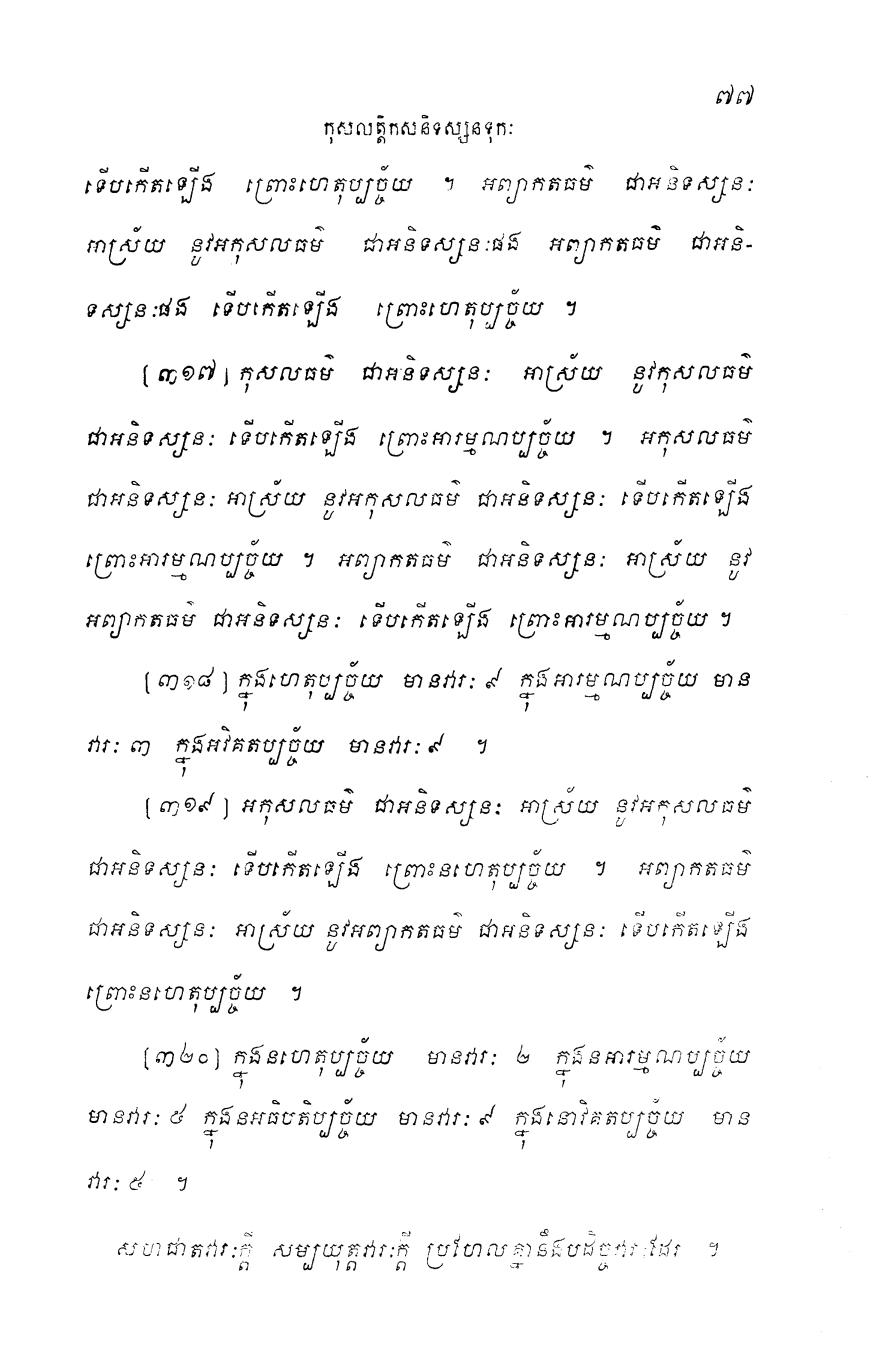 ៧៧
កុសលត្តិកសនិទស្សនទុកៈ
ទើបកើតឡើង ព្រោះហេតុប្បច្ច័យ ។ អព្យាកតធម៌ ជាអនិទស្សនៈ
អាស្រ័យ នូវអកុសលធម៌ ជាអនិទស្សនៈផង អព្យាកតធម៌ ជាអនិ-
ទស្សនៈផង ទើបកើតឡើង ព្រោះហេតុប្បច្ច័យ ។
[៣១៧] កុសលធម៌ ជាអនិទស្សនៈ អាស្រ័យ នូវកុសលធម៌
ជាអនិទស្សនៈ ទើបកើតឡើង ព្រោះអារម្មណប្បច្ច័យ ។ អកុសលធម៌
ជាអនិទស្សនៈ អាស្រ័យ នូវអកុសលធម៌ ជាអនិទស្សនៈ ទើបកើតឡើង
ព្រោះអារម្មណប្បច្ច័យ ។ អព្យាកតធម៌ ជាអនិទស្សនៈ អាស្រ័យ នូវ
អព្យាកតធម៌ ជាអនិទស្សនៈ ទើបកើតឡើង ព្រោះអារម្មណប្បច្ច័យ ។
[៣១៨] ក្នុងហេតុប្បច្ច័យ មានវារៈ ៩ ក្នុងអារម្មណប្បច្ច័យ មាន
វារៈ ៣ ក្នុងអវិគតប្បច្ច័យ មានវារៈ ៩ ។
[៣១៩] អកុសលធម៌ ជាអនិទស្សនៈ អាស្រ័យ នូវអកុសលធម៌
ជាអនិទស្សនៈ ទើបកើតឡើង ព្រោះនហេតុប្បច្ច័យ ។ អព្យាកតធម៌
ជាអនិទស្សនៈ អាស្រ័យ នូវអព្យាកតធម៌ ជាអនិទស្សនៈ ទើបកើតឡើង
ព្រោះនហេតុប្បច្ច័យ ។
[៣២០] ក្នុងនហេតុប្បច្ច័យ មានវារៈ ២ ក្នុងនអារម្មណប្បច្ច័យ
មានវារៈ ៥ ក្នុងនអធិបតិប្បច្ច័យ មានវារៈ ៩ ក្នុងនោវិគតប្បច្ច័យ មាន
វារៈ ៥ ។
សហជាតវារៈក្តី សម្បយុត្តវារៈក្តី ប្រហែលគ្នានឹងបដិច្ចវារៈដែរ ។